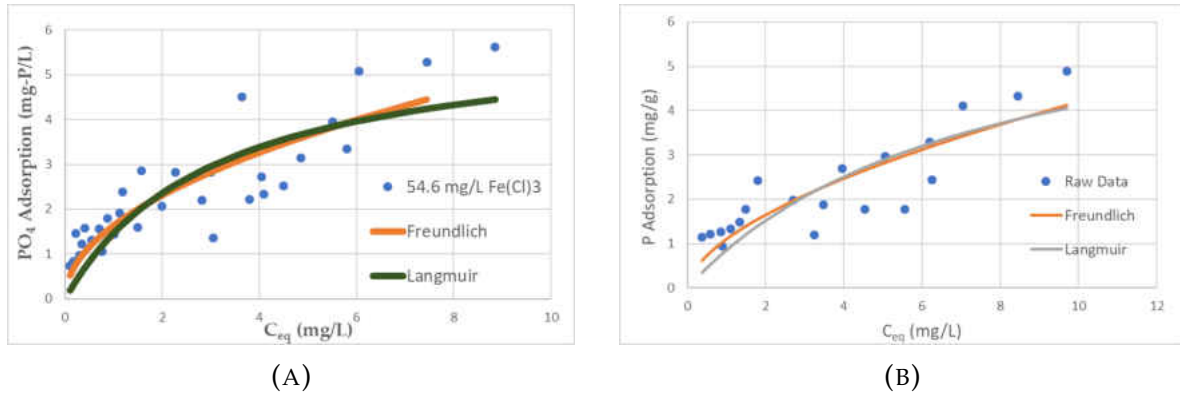 PO4 Adsorption (mg-P/L)
6
5
4
3
2
1
0
0 2 4 6 8 10
Ceq (mg/L)
54.6 mg/L Fe(Cl)3
Freundlich
Langmuir
(A)
P Adsorption (mg/g)
6
5
4
3
2
1
0
0 2 4 6 8 10 12
Ceq (mg/L)
Raw Data
Freundlich
Langmuir
(B)